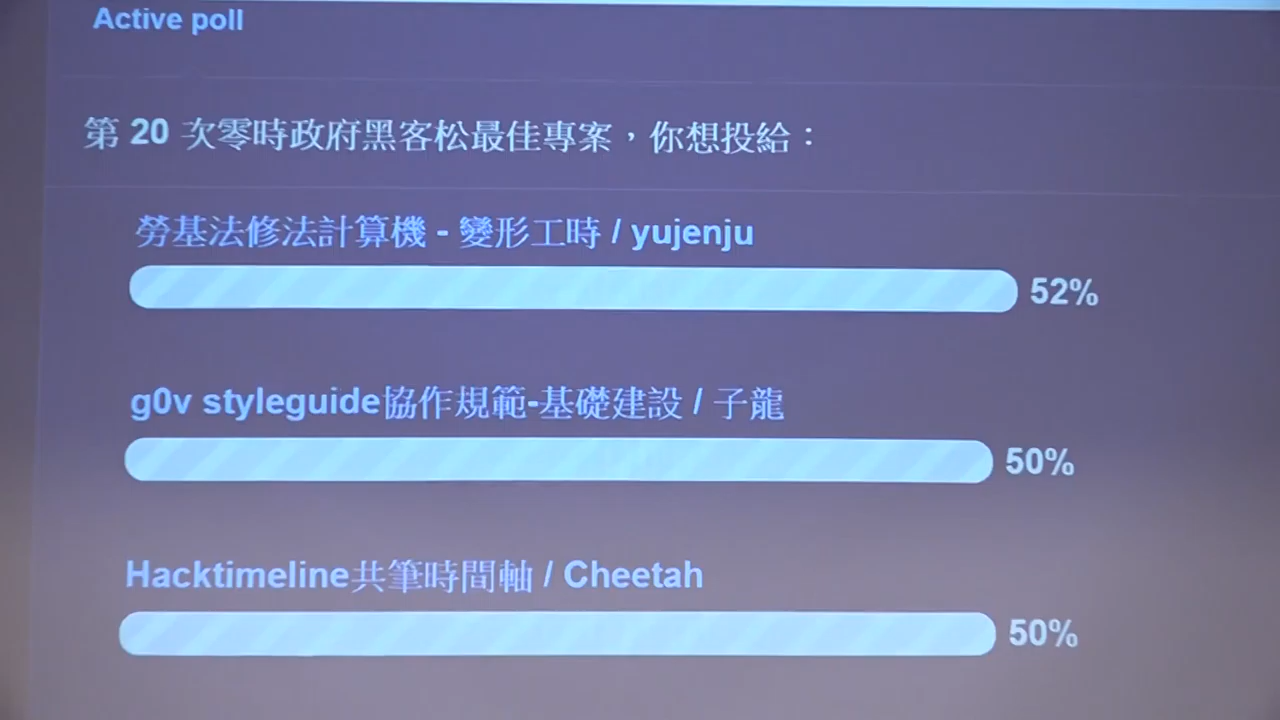 Active poll
第 20 次零時政府黑客松最佳專案，你想投給：
勞基法修法計算機 - 變形工時 / yujenju
52%
g0v styleguide協作規範-基礎建設 / 子龍
50%
Hacktimeline共筆時間軸 / Cheetah
50%